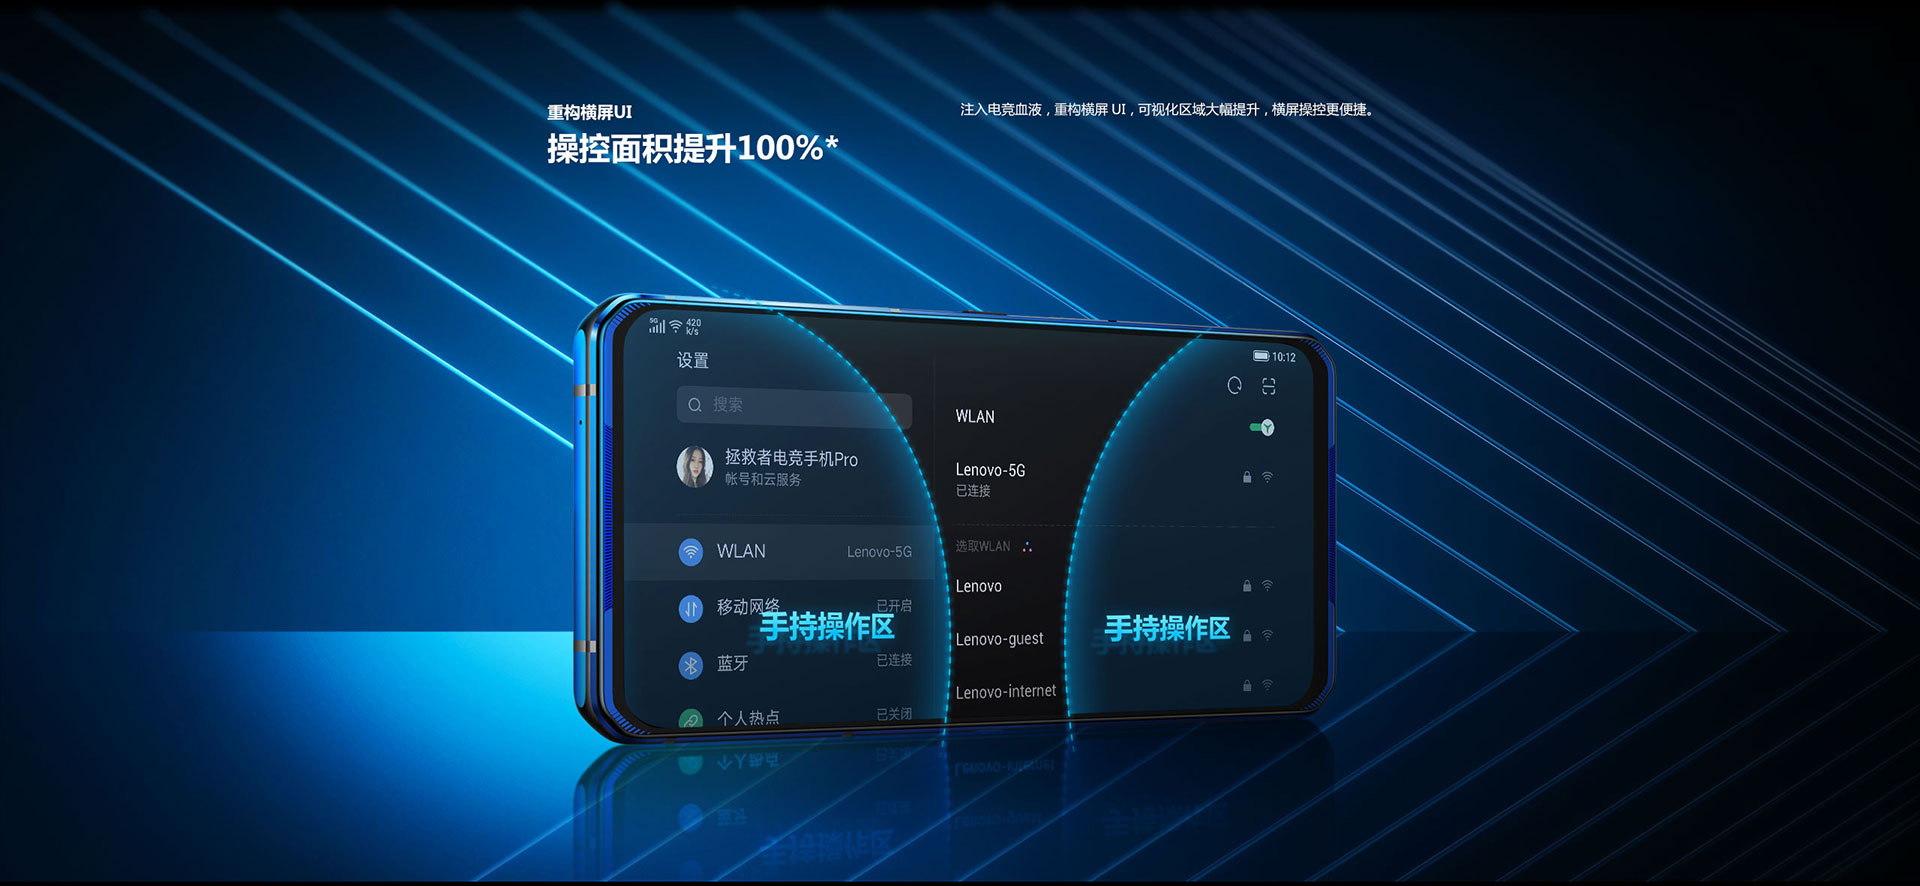 重构横屏UI
操控面积提升100%*
注入电竞血液，重构横屏 UI，可视化区域大幅提升，横屏操控更便捷。
5G 420 k/s
10:12
设置
搜索
拯救者电竞手机Pro
帐号和云服务
WLAN Lenovo-5G
移动网络 已开启
手持操作区
蓝牙 已连接
个人热点 已关闭
WLAN
Lenovo-5G
已连接
选取WLAN
Lenovo
Lenovo-guest
手持操作区
Lenovo-internet